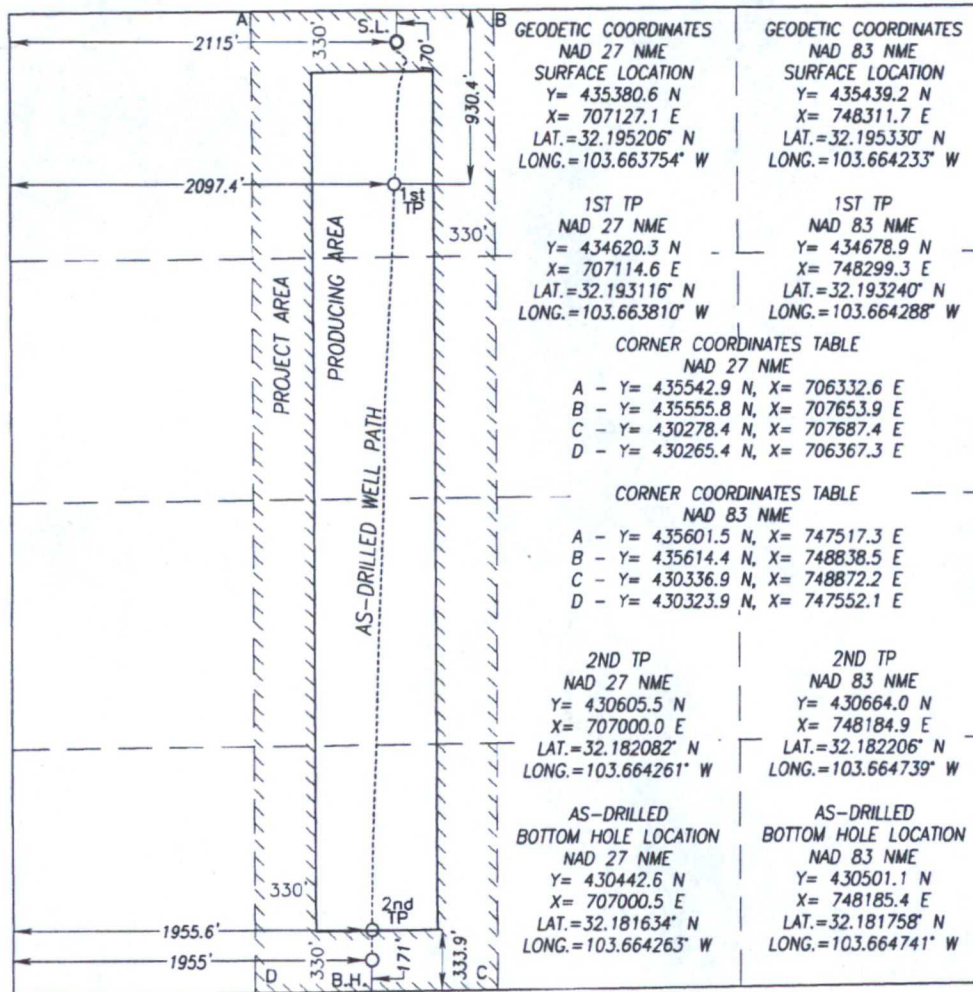 A
B
S.L.
2115'
330'
170'
930.4'
2097.4'
1st
TP
330'
PROJECT AREA
PRODUCING AREA
AS-DRILLED WELL PATH
330'
2nd
TP
1955.6'
1955'
330'
D
B.H.
171"
C
333.9'
GEODETIC COORDINATES
NAD 27 NME
SURFACE LOCATION
Y= 435380.6 N
X= 707127.1 E
LAT.=32.195206° N
LONG.=103.663754° W
GEODETIC COORDINATES
NAD 83 NME
SURFACE LOCATION
Y= 435439.2 N
X= 748311.7 E
LAT.=32.195330° N
LONG.=103.664233° W
1ST TP
NAD 27 NME
Y= 434620.3 N
X= 707114.6 E
LAT.=32.193116° N
LONG.=103.663810° W
1ST TP
NAD 83 NME
Y= 434678.9 N
X= 748299.3 E
LAT.=32.193240° N
LONG.=103.664288° W
CORNER COORDINATES TABLE
NAD 27 NME
A - Y= 435542.9 N, X= 706332.6 E
B - Y= 435555.8 N, X= 707653.9 E
C - Y= 430278.4 N, X= 707687.4 E
D - Y= 430265.4 N, X= 706367.3 E
CORNER COORDINATES TABLE
NAD 83 NME
A - Y= 435601.5 N, X= 747517.3 E
B - Y= 435614.4 N, X= 748838.5 E
C - Y= 430336.9 N, X= 748872.2 E
D - Y= 430323.9 N, X= 747552.1 E
2ND TP
NAD 27 NME
Y= 430605.5 N
X= 707000.0 E
LAT.=32.182082° N
LONG.=103.664261° W
2ND TP
NAD 83 NME
Y= 430664.0 N
X= 748184.9 E
LAT.=32.182206° N
LONG.=103.664739° W
AS-DRILLED
BOTTOM HOLE LOCATION
NAD 27 NME
Y= 430442.6 N
X= 707000.5 E
LAT.=32.181634° N
LONG.=103.664263° W
AS-DRILLED
BOTTOM HOLE LOCATION
NAD 83 NME
Y= 430501.1 N
X= 748185.4 E
LAT.=32.181758° N
LONG.=103.664741° W